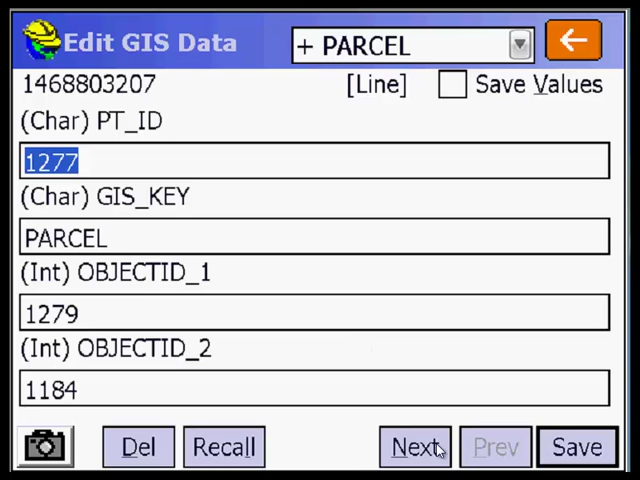 Edit GIS Data
+ PARCEL
1468803207 [Line] Save Values
(Char) PT_ID
1277
(Char) GIS_KEY
PARCEL
(Int) OBJECTID_1
1279
(Int) OBJECTID_2
1184
Del Recall Next Prev Save